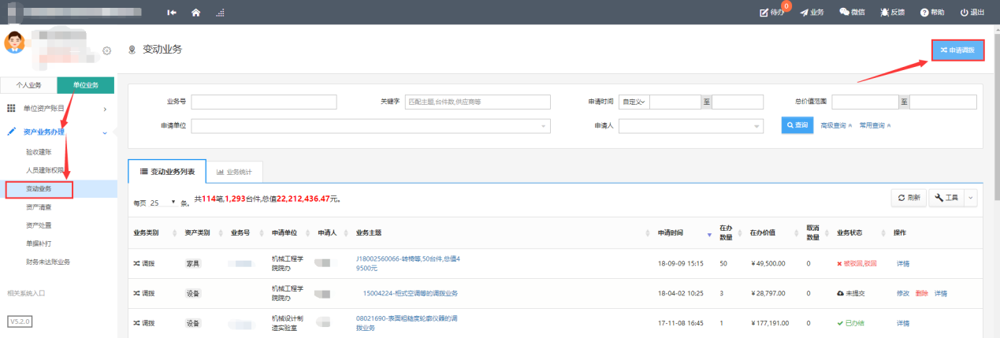 待办
0
业务
微信
反馈
帮助
退出
个人业务
单位业务
单位资产账目
资产业务办理
验收建账
人员建账权限
变动业务
资产清查
资产处置
单据补打
财务未达账业务
相关系统入口
V5.2.0
变动业务
申请调拨
业务号
关键字
匹配主题,台件数,供应商等
申请时间
自定义
至
总价值范围
至
申请单位
申请人
查询
高级查询
常用查询
变动业务列表
业务统计
每页 25 条，共114笔,1,293台件,总值22,212,436.47元。
刷新
工具
业务类别 资产类别 业务号 申请单位 申请人 业务主题 申请时间 在办数量 在办价值 取消数量 业务状态 操作
调拨 家具 机械工程学院院办 J18002560066-转椅等,50台件,总值49500元 18-09-09 15:15 50 ￥49,500.00 0 被驳回,驳回 详情
调拨 设备 机械工程学院院办 15004224-柜式空调等的调拨业务 18-04-02 10:25 3 ￥28,797.00 0 未提交 修改 删除 详情
调拨 设备 机械设计制造实验室 08021690-表面粗糙度轮廓仪器的调拨业务 17-11-08 16:45 1 ￥177,191.00 0 已办结 详情